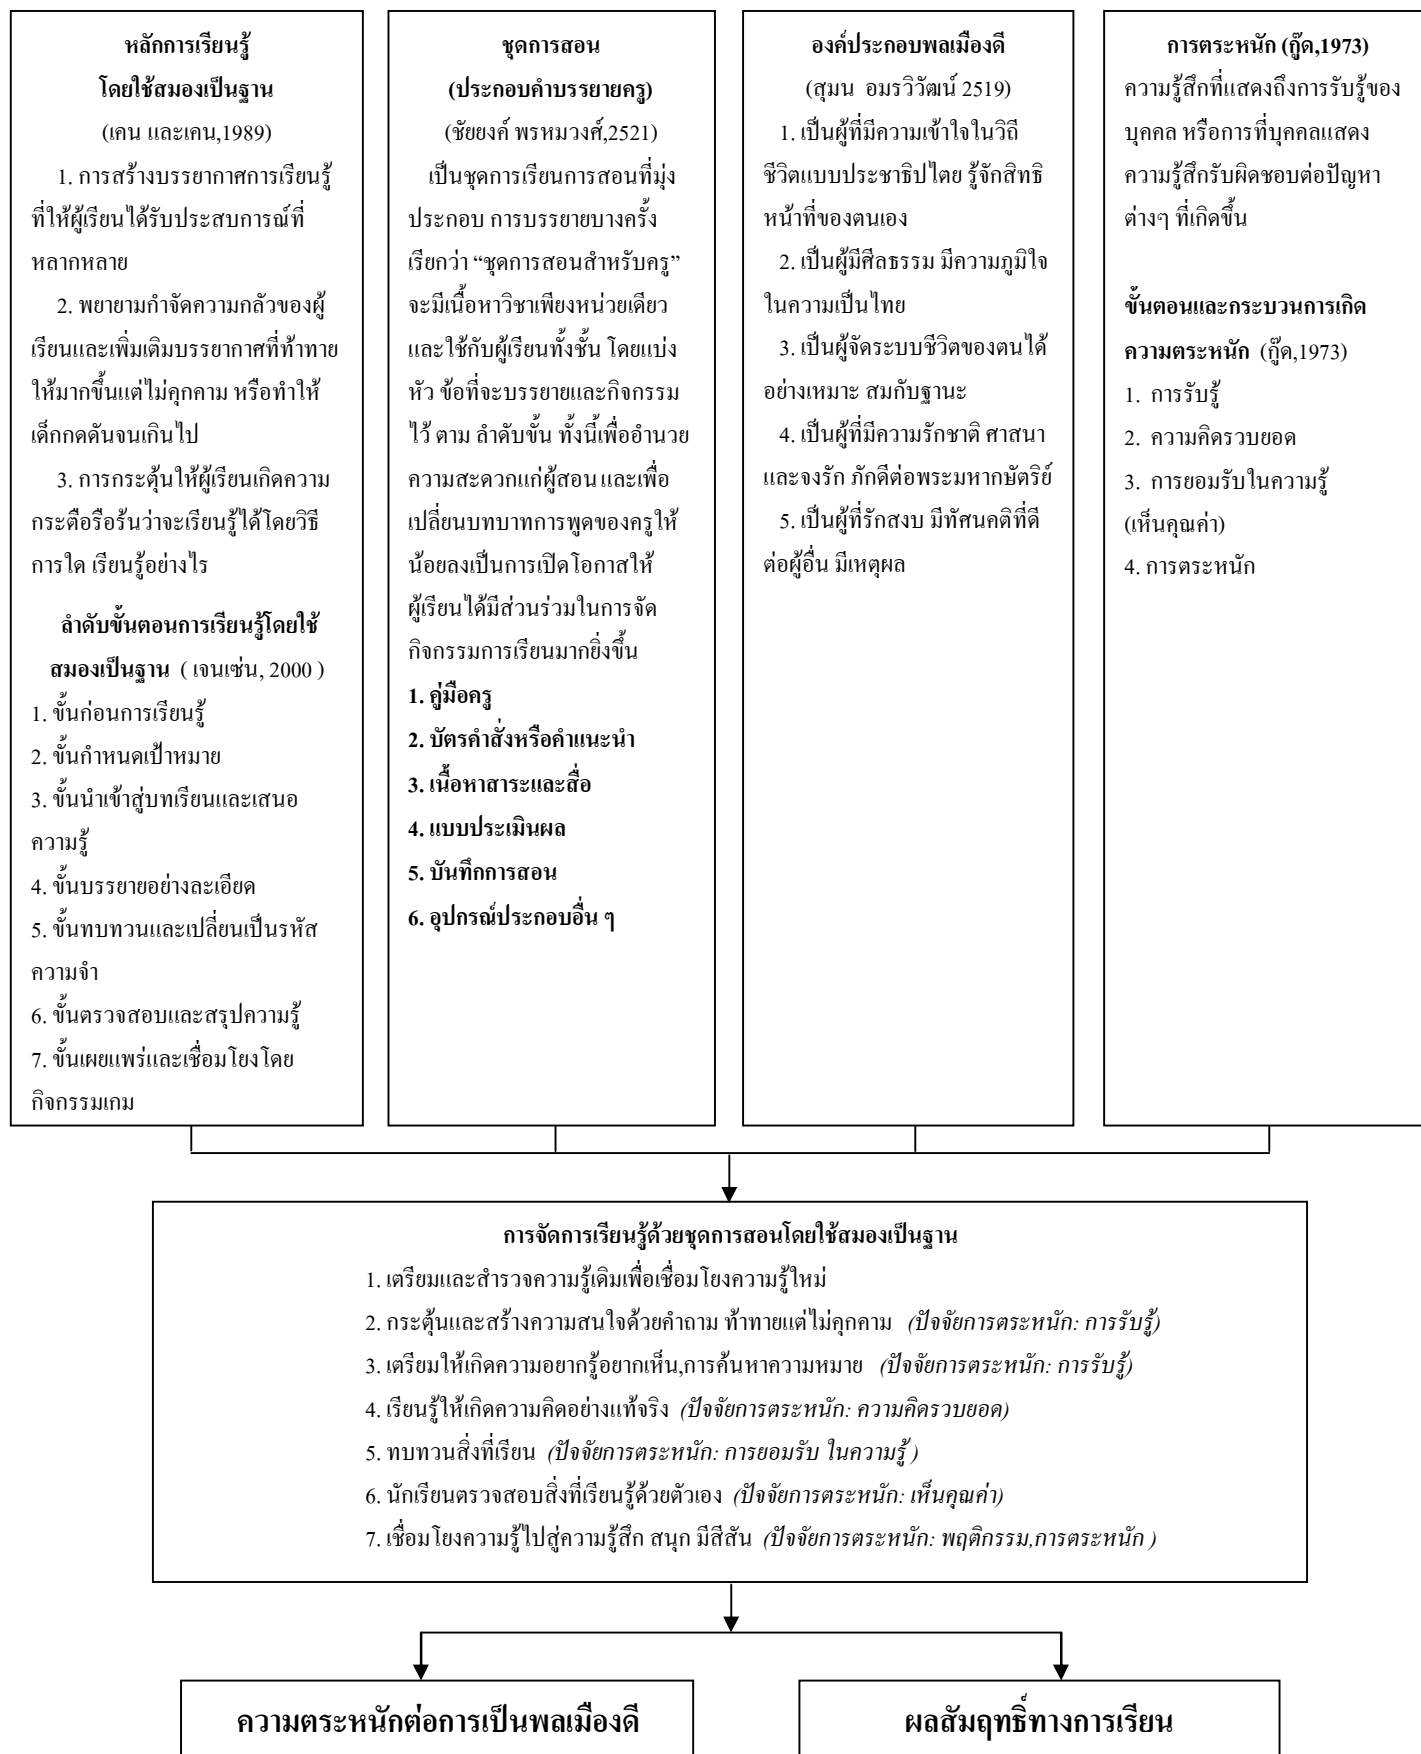 หลักการเรียนรู้
โดยใช้สมองเป็นฐาน
(เคน และเคน,1989)
1. การสร้างบรรยากาศการเรียนรู้
ที่ให้ผู้เรียนได้รับประสบการณ์ที่
หลากหลาย
2. พยายามกำจัดความกลัวของผู้
เรียนและเพิ่มเติมบรรยากาศที่ท้าทาย
ให้มากขึ้นแต่ไม่คุกคาม หรือทำให้
เด็กกดดันจนเกินไป
3. การกระตุ้นให้ผู้เรียนเกิดความ
กระตือรือร้นว่าจะเรียนรู้ได้โดยวิธี
การใด เรียนรู้อย่างไร
ลำดับขั้นตอนการเรียนรู้โดยใช้
สมองเป็นฐาน ( เจนเซ่น, 2000 )
1. ขั้นก่อนการเรียนรู้
2. ขั้นกำหนดเป้าหมาย
3. ขั้นนำเข้าสู่บทเรียนและเสนอ
ความรู้
4. ขั้นบรรยายอย่างละเอียด
5. ขั้นทบทวนและเปลี่ยนเป็นรหัส
ความจำ
6. ขั้นตรวจสอบและสรุปความรู้
7. ขั้นเผยแพร่และเชื่อมโยงโดย
กิจกรรมเกม
ชุดการสอน
(ประกอบคำบรรยายครู)
(ชัยยงค์ พรหมวงศ์,2521)
เป็นชุดการเรียนการสอนที่มุ่ง
ประกอบ การบรรยายบางครั้ง
เรียกว่า “ชุดการสอนสำหรับครู”
จะมีเนื้อหาวิชาเพียงหน่วยเดียว
และใช้กับผู้เรียนทั้งชั้น โดยแบ่ง
หัว ข้อที่จะบรรยายและกิจกรรม
ไว้ ตาม ลำดับขั้น ทั้งนี้เพื่ออำนวย
ความสะดวกแก่ผู้สอน และเพื่อ
เปลี่ยนบทบาทการพูดของครูให้
น้อยลงเป็นการเปิดโอกาสให้
ผู้เรียนได้มีส่วนร่วมในการจัด
กิจกรรมการเรียนมากยิ่งขึ้น
1. คู่มือครู
2. บัตรคำสั่งหรือคำแนะนำ
3. เนื้อหาสาระและสื่อ
4. แบบประเมินผล
5. บันทึกการสอน
6. อุปกรณ์ประกอบอื่น ๆ
องค์ประกอบพลเมืองดี
(สุมน อมรวิวัฒน์ 2519)
1. เป็นผู้ที่มีความเข้าใจในวิถี
ชีวิตแบบประชาธิปไตย รู้จักสิทธิ
หน้าที่ของตนเอง
2. เป็นผู้มีศีลธรรม มีความภูมิใจ
ในความเป็นไทย
3. เป็นผู้จัดระบบชีวิตของตนได้
อย่างเหมาะ สมกับฐานะ
4. เป็นผู้ที่มีความรักชาติ ศาสนา
และจงรัก ภักดีต่อพระมหากษัตริย์
5. เป็นผู้ที่รักสงบ มีทัศนคติที่ดี
ต่อผู้อื่น มีเหตุผล
การตระหนัก (กู๊ด,1973)
ความรู้สึกที่แสดงถึงการรับรู้ของ
บุคคล หรือการที่บุคคลแสดง
ความรู้สึกรับผิดชอบต่อปัญหา
ต่างๆ ที่เกิดขึ้น
ขั้นตอนและกระบวนการเกิด
ความตระหนัก (กู๊ด,1973)
1. การรับรู้
2. ความคิดรวบยอด
3. การยอมรับในความรู้
(เห็นคุณค่า)
4. การตระหนัก
การจัดการเรียนรู้ด้วยชุดการสอนโดยใช้สมองเป็นฐาน
1. เตรียมและสำรวจความรู้เดิมเพื่อเชื่อมโยงความรู้ใหม่
2. กระตุ้นและสร้างความสนใจด้วยคำถาม ท้าทายแต่ไม่คุกคาม (ปัจจัยการตระหนัก: การรับรู้)
3. เตรียมให้เกิดความอยากรู้อยากเห็น,การค้นหาความหมาย (ปัจจัยการตระหนัก: การรับรู้)
4. เรียนรู้ให้เกิดความคิดอย่างแท้จริง (ปัจจัยการตระหนัก: ความคิดรวบยอด)
5. ทบทวนสิ่งที่เรียน (ปัจจัยการตระหนัก: การยอมรับ ในความรู้ )
6. นักเรียนตรวจสอบสิ่งที่เรียนรู้ด้วยตัวเอง (ปัจจัยการตระหนัก: เห็นคุณค่า)
7. เชื่อมโยงความรู้ไปสู่ความรู้สึก สนุก มีสีสัน (ปัจจัยการตระหนัก: พฤติกรรม,การตระหนัก )
ความตระหนักต่อการเป็นพลเมืองดี
ผลสัมฤทธิ์ทางการเรียน